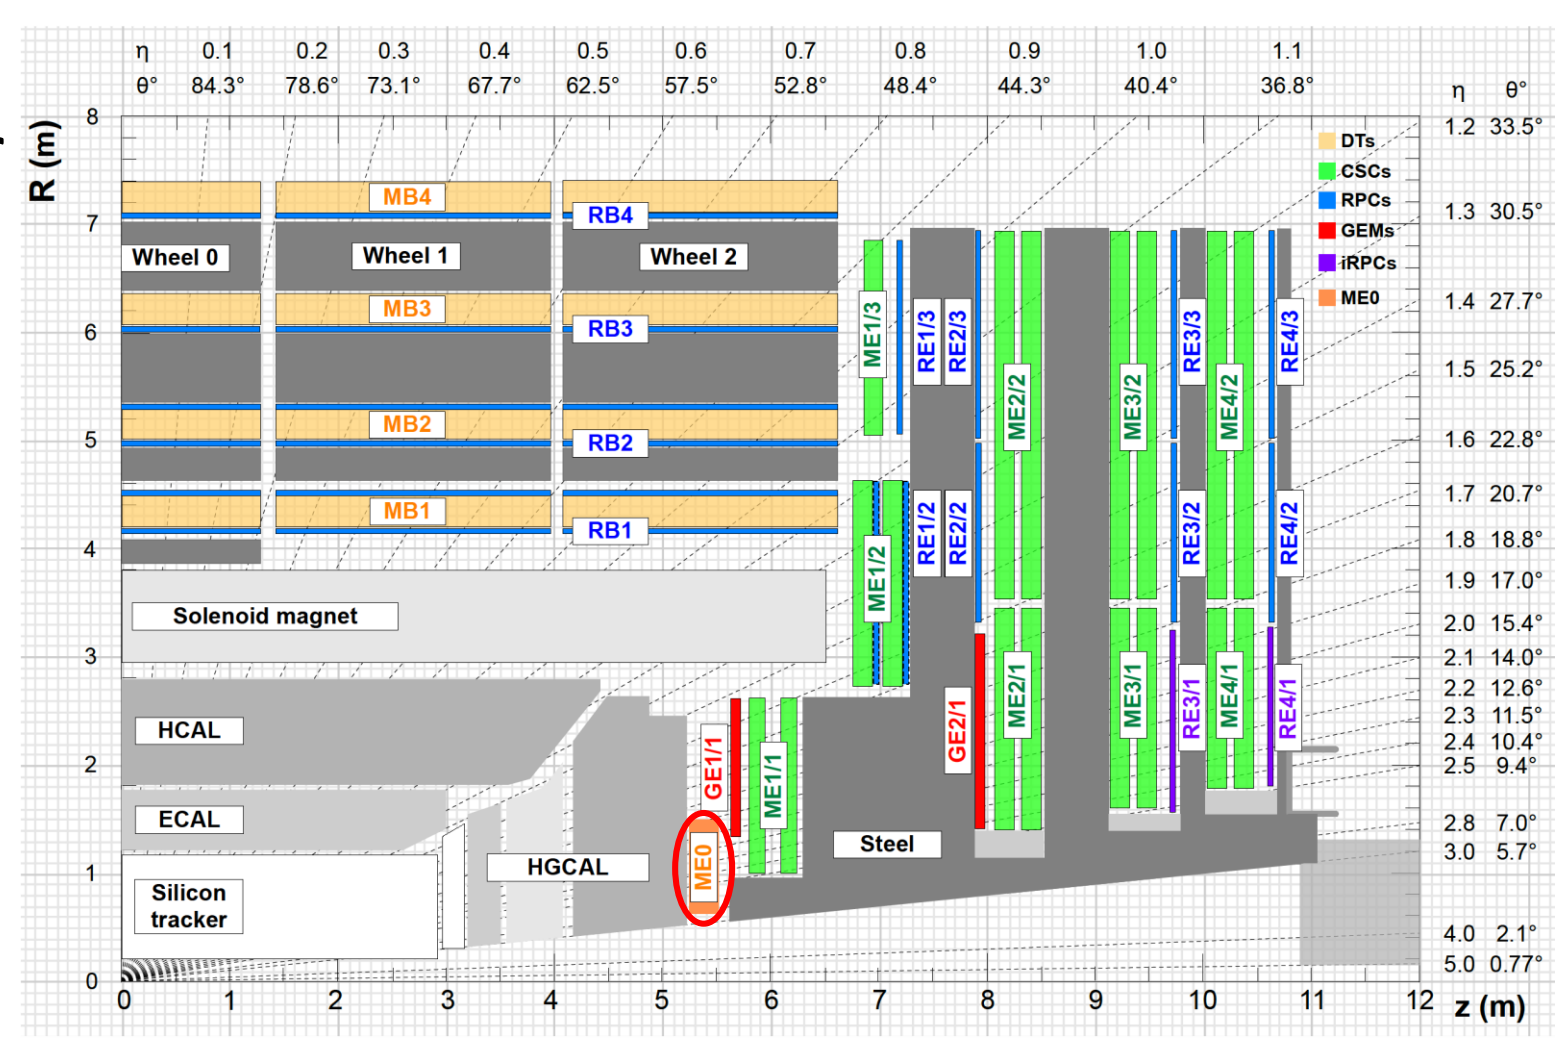 η 0.1 0.2 0.3 0.4 0.5 0.6 0.7 0.8 0.9 1.0 1.1
θ° 84.3° 78.6° 73.1° 67.7° 62.5° 57.5° 52.8° 48.4° 44.3° 40.4° 36.8°
η θ°
1.2 33.5°
1.3 30.5°
1.4 27.7°
1.5 25.2°
1.6 22.8°
1.7 20.7°
1.8 18.8°
1.9 17.0°
2.0 15.4°
2.1 14.0°
2.2 12.6°
2.3 11.5°
2.4 10.4°
2.5 9.4°
2.8 7.0°
3.0 5.7°
4.0 2.1°
5.0 0.77°
R (m)
8
7
6
5
4
3
2
1
0
DTs
CSCs
RPCs
GEMs
iRPCs
ME0
MB4
RB4
Wheel 0
Wheel 1
Wheel 2
MB3
RB3
MB2
RB2
MB1
RB1
Solenoid magnet
HCAL
ECAL
Silicon
tracker
HGCAL
Steel
ME0
GE1/1
ME1/1
ME1/2
ME1/3
RE1/3
RE2/3
RE1/2
RE2/2
GE2/1
ME2/2
ME2/1
ME3/2
ME3/1
RE3/3
RE3/2
RE3/1
ME4/2
ME4/1
RE4/3
RE4/2
RE4/1
0 1 2 3 4 5 6 7 8 9 10 11 12
z (m)